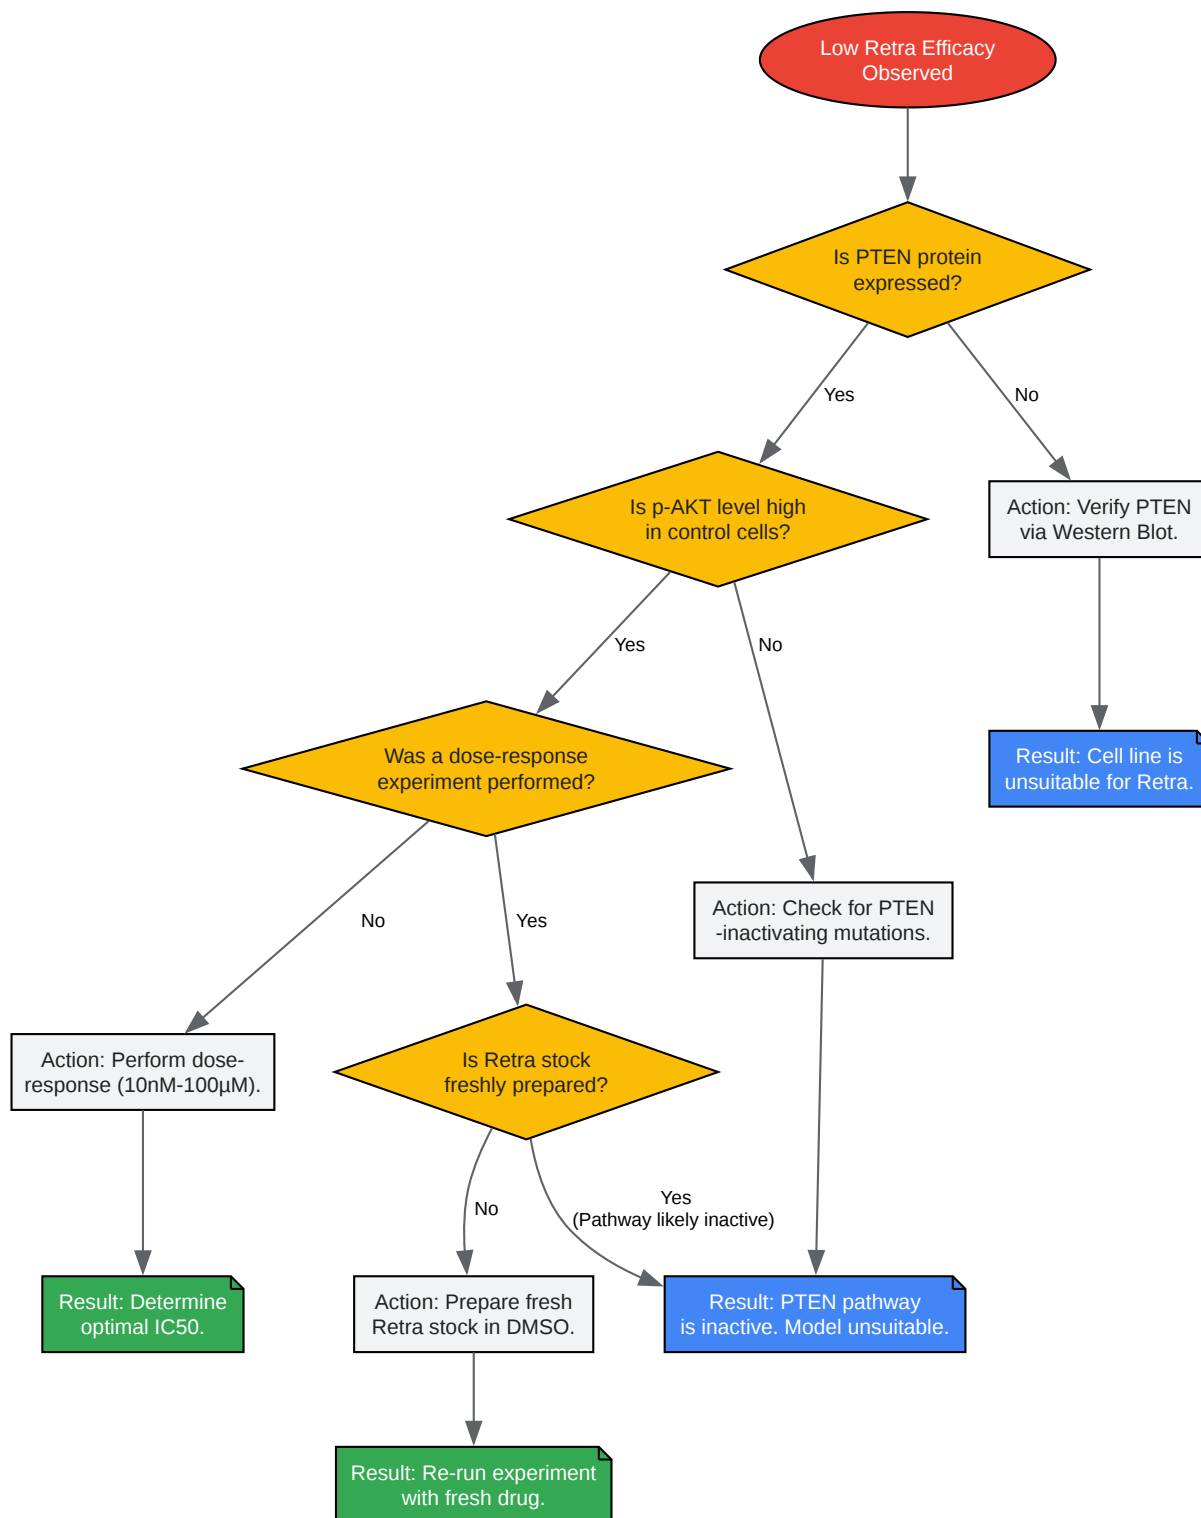 Low Retra Efficacy
Observed
Is PTEN protein
expressed?
Yes
No
Is p-AKT level high
in control cells?
Action: Verify PTEN
via Western Blot.
Yes
No
Was a dose-response
experiment performed?
Result: Cell line is
unsuitable for Retra.
No
Yes
Action: Check for PTEN
-inactivating mutations.
Action: Perform dose-
response (10nM-100µM).
Is Retra stock
freshly prepared?
No
Yes
(Pathway likely inactive)
Result: Determine
optimal IC50.
Action: Prepare fresh
Retra stock in DMSO.
Result: PTEN pathway
is inactive. Model unsuitable.
Result: Re-run experiment
with fresh drug.